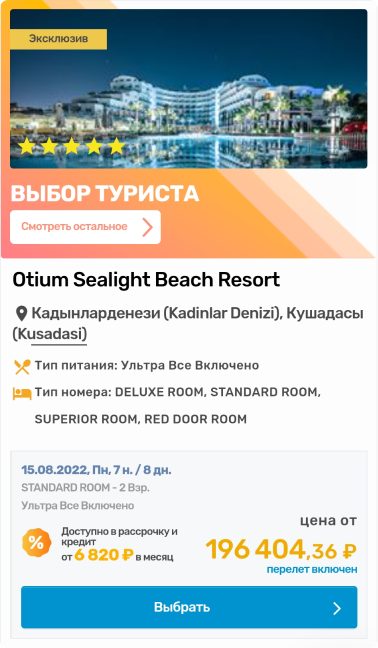 Эксклюзив
ВЫБОР ТУРИСТА
Смотреть остальное
Otium Sealight Beach Resort
Кадынларденези (Kadinlar Denizi), Кушадасы
(Kusadasi)
Тип питания: Ультра Все Включено
Тип номера: DELUXE ROOM, STANDARD ROOM,
SUPERIOR ROOM, RED DOOR ROOM
15.08.2022, Пн, 7 н. / 8 дн.
STANDARD ROOM - 2 Взр.
Ультра Все Включено
%
Доступно в рассрочку и
кредит
от 6 820 ₽ в месяц
цена от
196 404,36 ₽
перелет включен
Выбрать